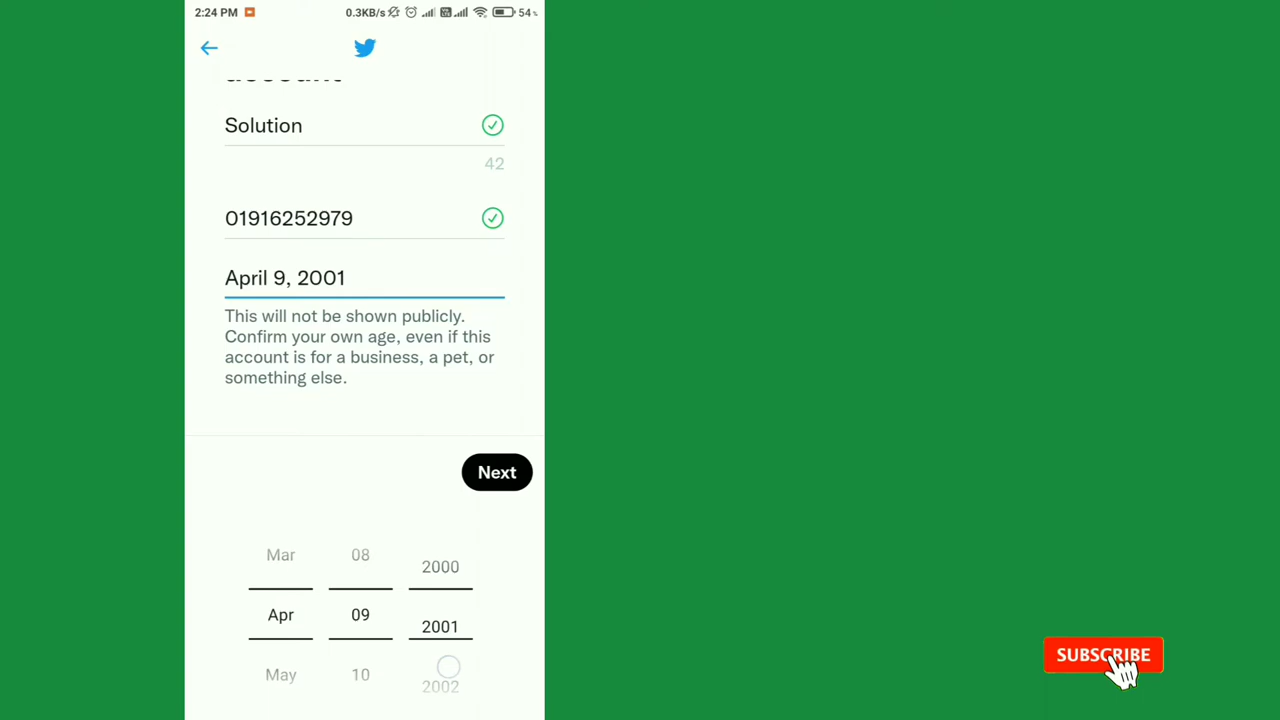 2:24 PM 0.3KB/s 54%
account
Solution
42
01916252979
April 9, 2001
This will not be shown publicly.
Confirm your own age, even if this
account is for a business, a pet, or
something else.
Next
Mar 08 2000
Apr 09 2001
May 10 2002
SUBSCRIBE